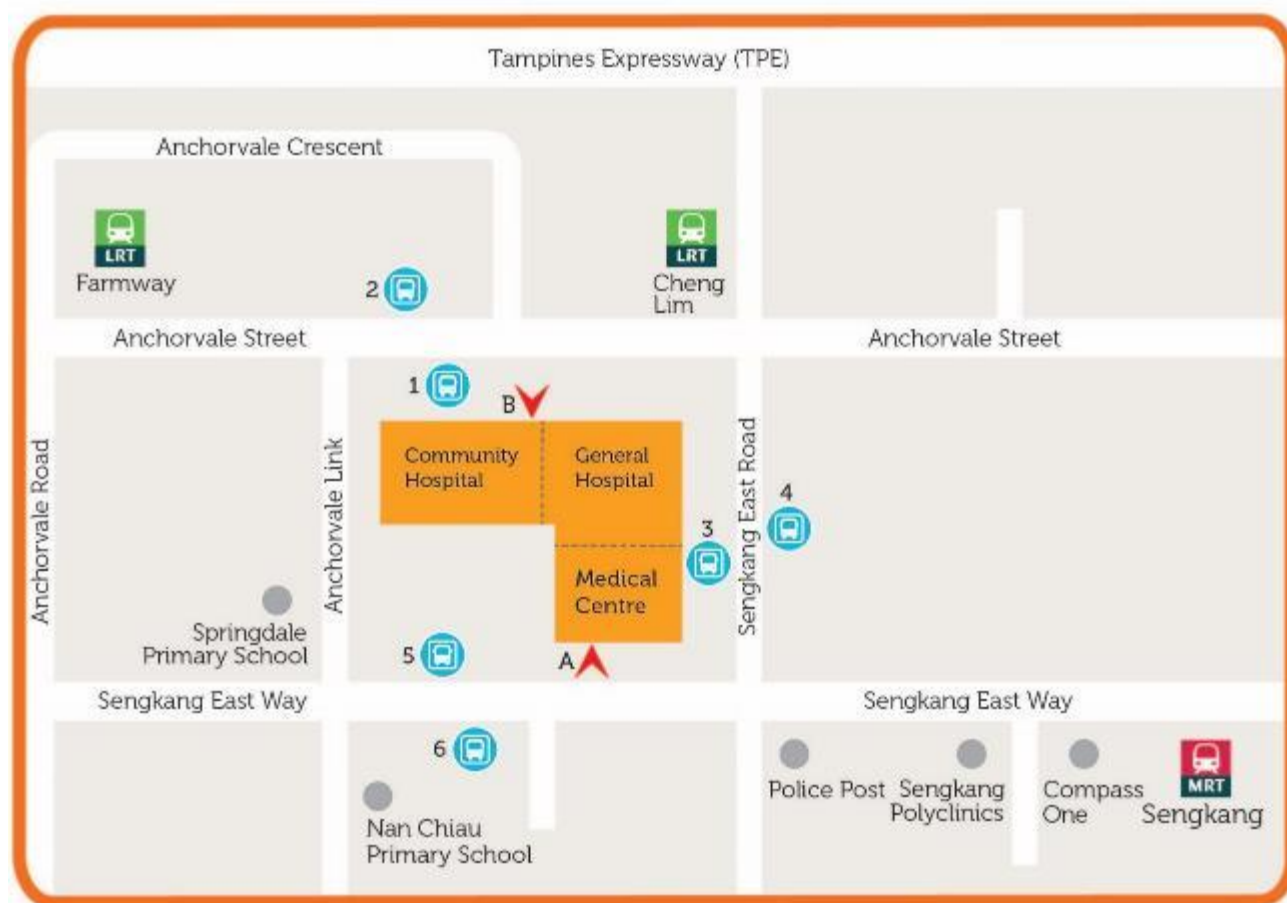 Tampines Expressway (TPE)
Anchorvale Crescent
LRT
Farmway
LRT
Cheng
Lim
2
Anchorvale Street
Anchorvale Street
1
B
Community
Hospital
General
Hospital
Medical
Centre
A
3
4
Anchorvale Road
Anchorvale Link
Sengkang East Road
Springdale
Primary School
5
Sengkang East Way
Sengkang East Way
6
Nan Chiau
Primary School
Police Post
Sengkang
Polyclinics
Compass
One
MRT
Sengkang